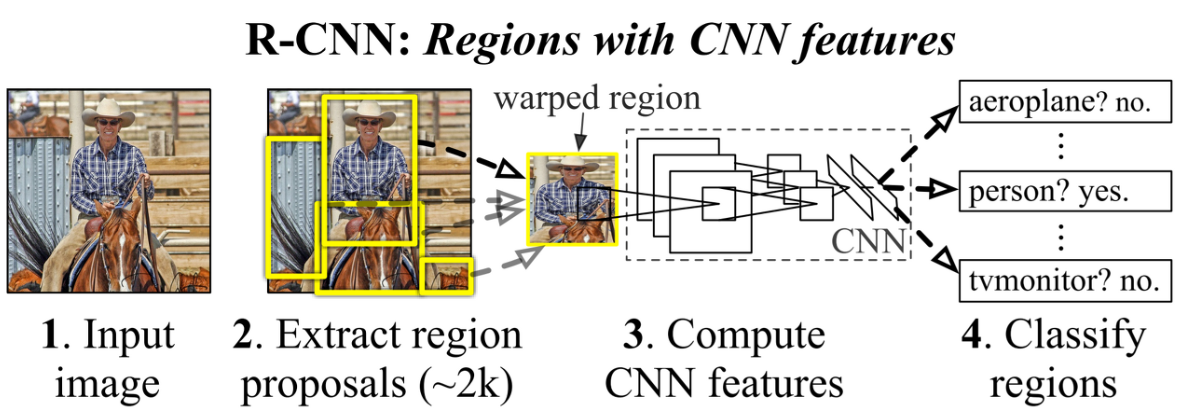 R-CNN: Regions with CNN features
warped region
aeroplane? no.
person? yes.
tvmonitor? no.
CNN
1. Input
image
2. Extract region
proposals (~2k)
3. Compute
CNN features
4. Classify
regions